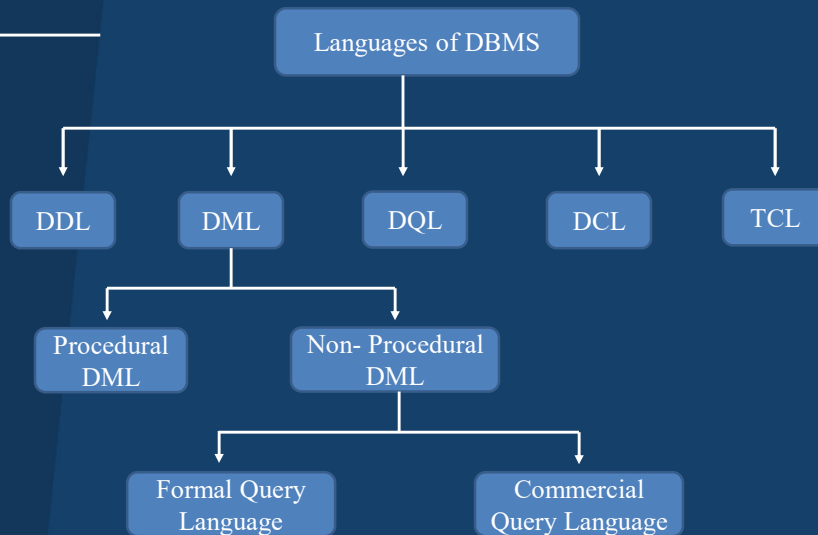 Languages of DBMS
DDL
DML
DQL
DCL
TCL
Procedural
DML
Non- Procedural
DML
Formal Query
Language
Commercial
Query Language